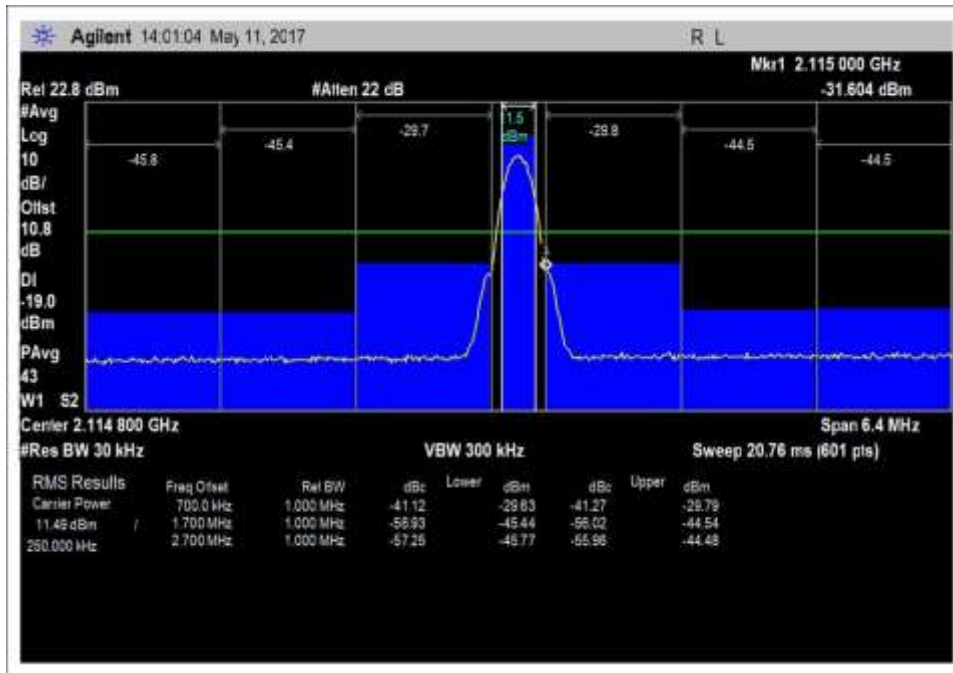 Agilent 14:01:04 May 11, 2017 R L
Mkr1 2.115 000 GHz
Ref 22.8 dBm #Atten 22 dB -31.604 dBm
#Avg
Log
10
dB/
Offst
10.8
dB
DI
-19.0
dBm
PAvg
43
W1 S2
-45.8 -45.4 -29.7 11.5 dBm -29.8 -44.5 -44.5
1
Center 2.114 800 GHz Span 6.4 MHz
#Res BW 30 kHz VBW 300 kHz Sweep 20.76 ms (601 pts)
RMS Results Freq Offset Ref BW dBc Lower dBm dBc Upper dBm
Carrier Power 700.0 kHz 1.000 MHz -41.12 -29.63 -41.27 -29.79
11.49 dBm / 1.700 MHz 1.000 MHz -56.93 -45.44 -56.02 -44.54
260.000 kHz 2.700 MHz 1.000 MHz -57.25 -45.77 -55.96 -44.48